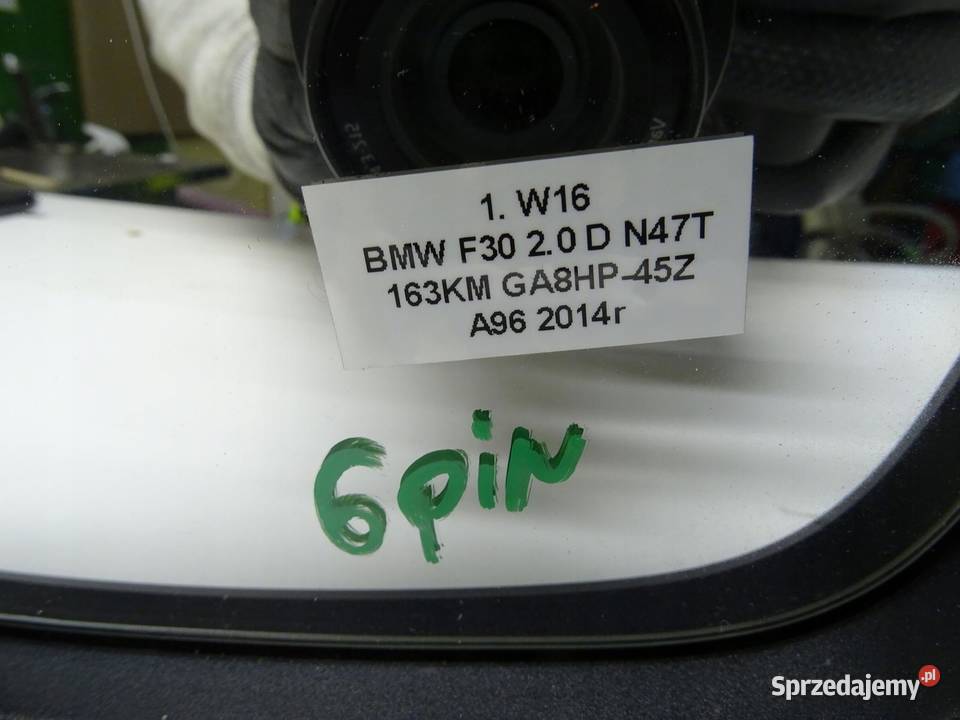 1. W16
BMW F30 2.0 D N47T
163KM GA8HP-45Z
A96 2014r
6piN
Sprzedajemy.pl